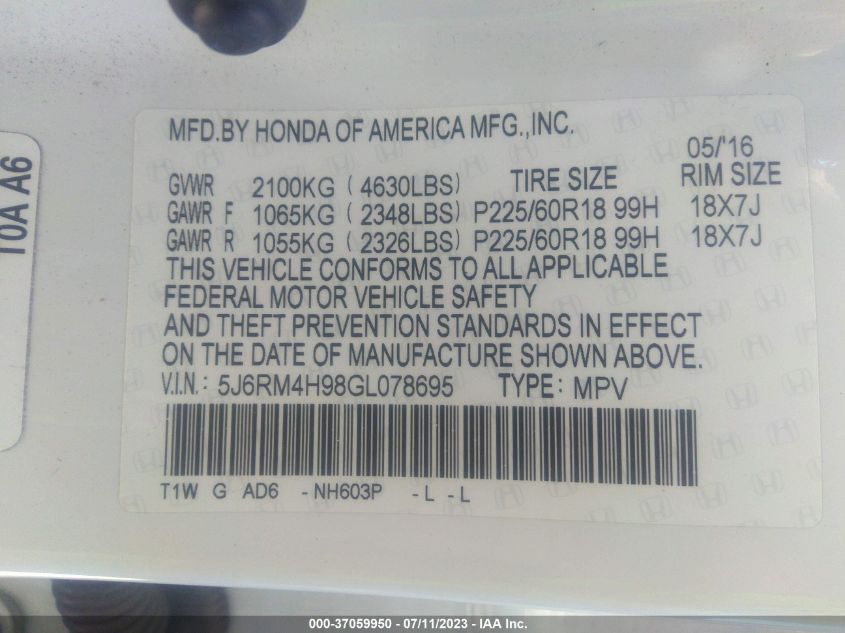 10A A6
MFD.BY HONDA OF AMERICA MFG.,INC.
05/'16
GVWR 2100KG ( 4630LBS) TIRE SIZE RIM SIZE
GAWR F 1065KG ( 2348LBS) P225/60R18 99H 18X7J
GAWR R 1055KG ( 2326LBS) P225/60R18 99H 18X7J
THIS VEHICLE CONFORMS TO ALL APPLICABLE
FEDERAL MOTOR VEHICLE SAFETY
AND THEFT PREVENTION STANDARDS IN EFFECT
ON THE DATE OF MANUFACTURE SHOWN ABOVE.
V.I.N.: 5J6RM4H98GL078695 TYPE: MPV
T1W G AD6 -NH603P -L -L
000-37059950 - 07/11/2023 - IAA Inc.